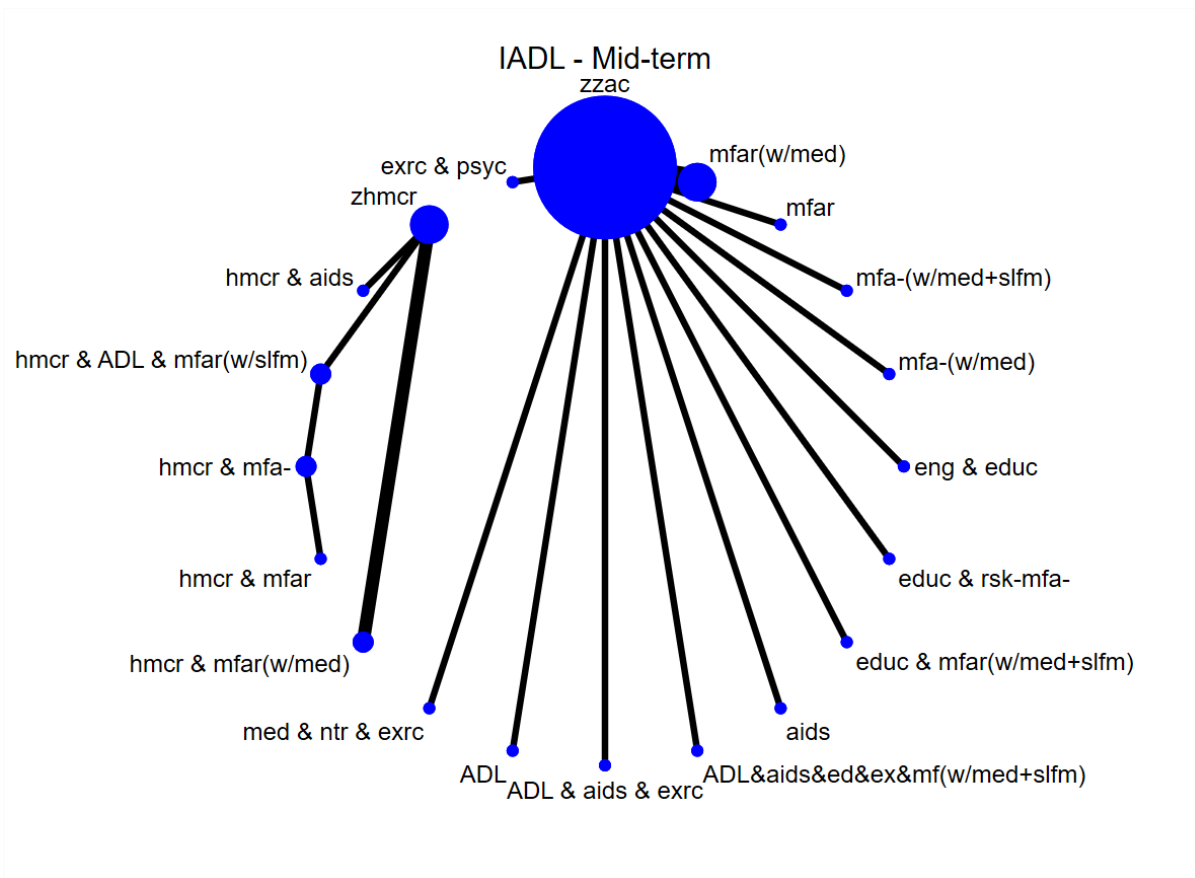 IADL - Mid-term
zzac
mfar(w/med)
exrc & psyc
zhmcr
mfar
hmcr & aids
mfa-(w/med+slfm)
hmcr & ADL & mfar(w/slfm)
mfa-(w/med)
hmcr & mfa-
eng & educ
hmcr & mfar
educ & rsk-mfa-
hmcr & mfar(w/med)
educ & mfar(w/med+slfm)
med & ntr & exrc
aids
ADL
ADL & aids & exrc
ADL&aids&ed&ex&mf(w/med+slfm)